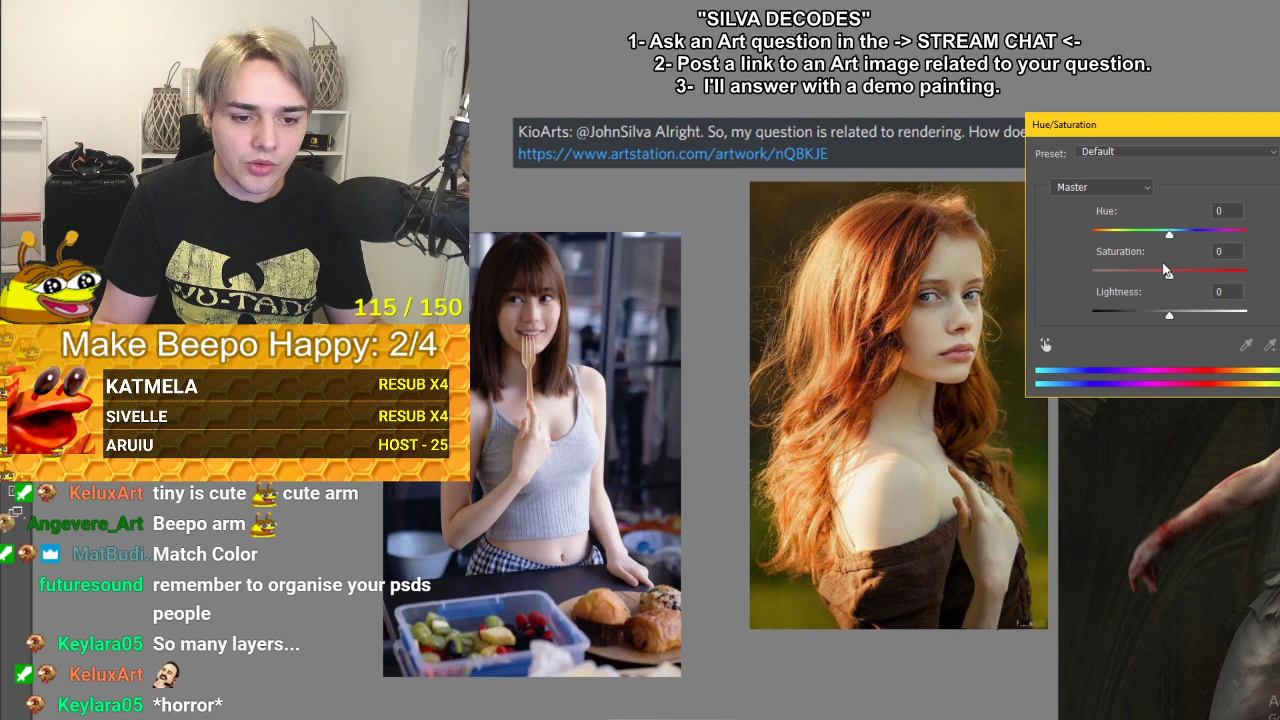 "SILVA DECODES"
1- Ask an Art question in the -> STREAM CHAT <-
2- Post a link to an Art image related to your question.
3- I'll answer with a demo painting.
KioArts: @JohnSilva Alright. So, my question is related to rendering. How doe
https://www.artstation.com/artwork/nQBKJE
Hue/Saturation
Preset: Default
Master
Hue: 0
Saturation: 0
Lightness: 0
WU-TANG
115 / 150
Make Beepo Happy: 2/4
KATMELA RESUB X4
SIVELLE RESUB X4
ARUIU HOST - 25
KeluxArt tiny is cute cute arm
Angevere_Art Beepo arm
MatBudi.. Match Color
futuresound remember to organise your psds
people
Keylara05 So many layers...
KeluxArt
Keylara05 *horror*